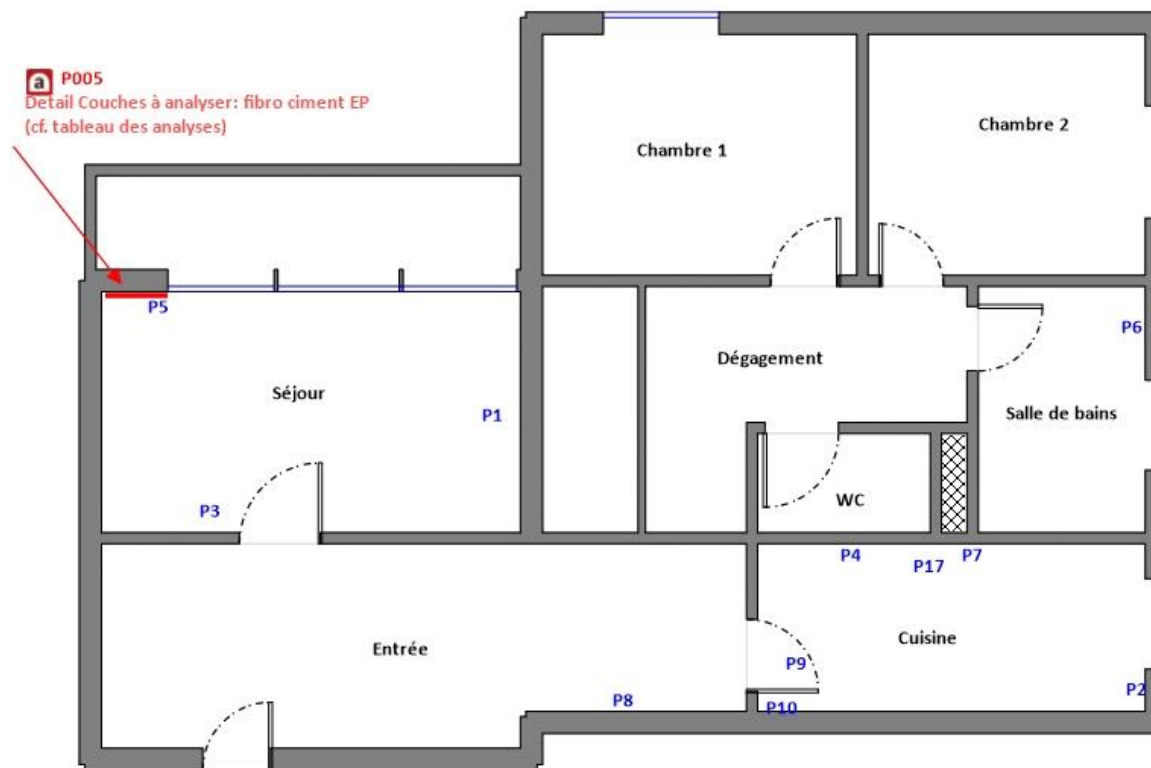 a P005
Detail Couches à analyser: fibro ciment EP
(cf. tableau des analyses)
Chambre 1
Chambre 2
P5
P6
Dégagement
Séjour
P1
Salle de bains
WC
P3
P4
P17
P7
Cuisine
Entrée
P9
P2
P8
P10